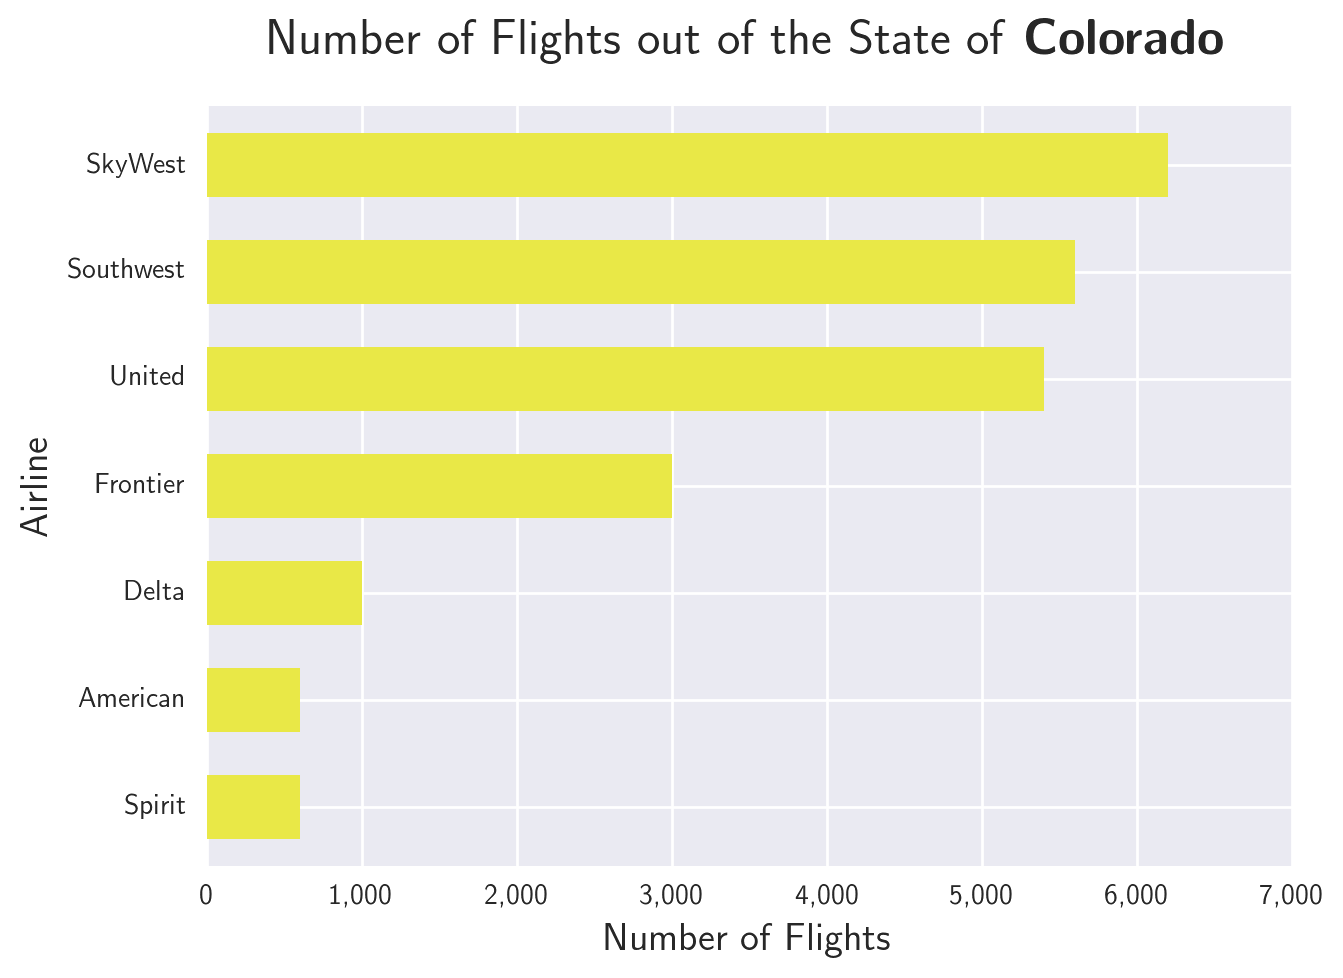 Number of Flights out of the State of Colorado
SkyWest
Southwest
United
Frontier
Delta
American
Spirit
Airline
0 1,000 2,000 3,000 4,000 5,000 6,000 7,000
Number of Flights